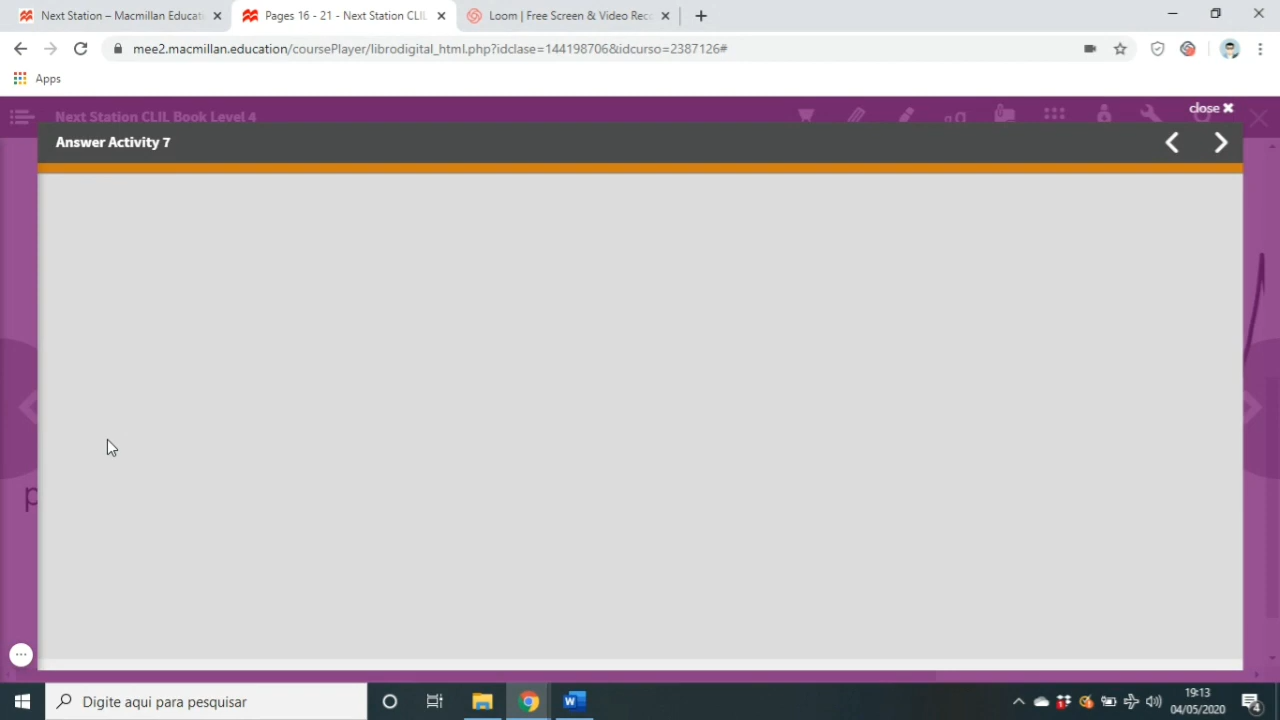 Next Station – Macmillan Educat
Pages 16 - 21 - Next Station CLIL
Loom | Free Screen & Video Rec
mee2.macmillan.education/coursePlayer/librodigital_html.php?idclase=144198706&idcurso=2387126#
Apps
Next Station CLIL Book Level 4
close
Answer Activity 7
p
Digite aqui para pesquisar
19:13
04/05/2020
4